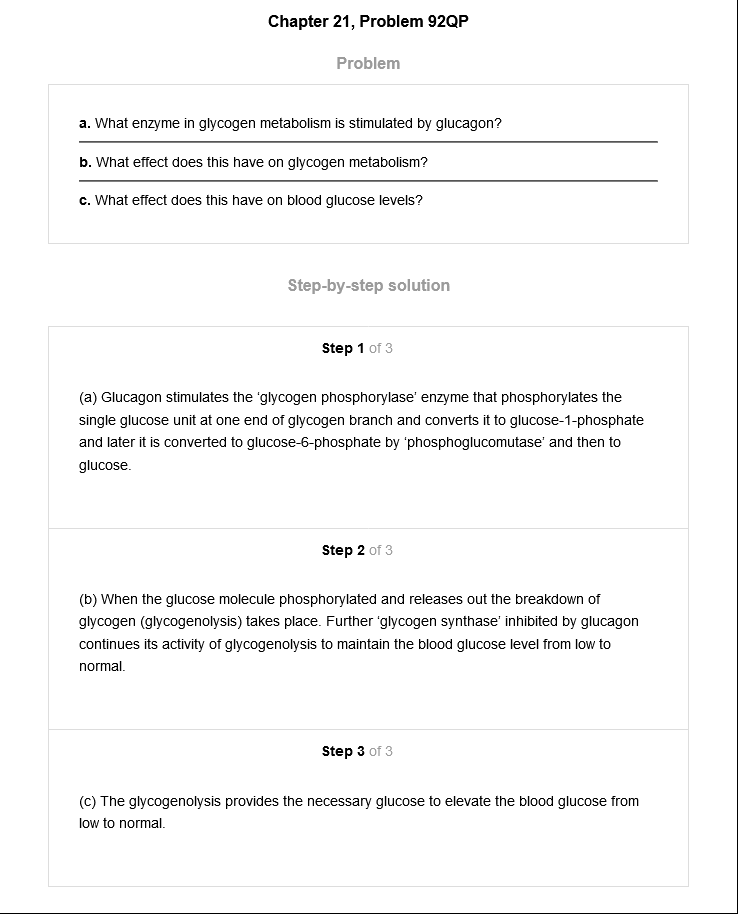 Chapter 21, Problem 92QP
Problem
a. What enzyme in glycogen metabolism is stimulated by glucagon?
b. What effect does this have on glycogen metabolism?
c. What effect does this have on blood glucose levels?
Step-by-step solution
Step 1 of 3
(a) Glucagon stimulates the ‘glycogen phosphorylase’ enzyme that phosphorylates the
single glucose unit at one end of glycogen branch and converts it to glucose-1-phosphate
and later it is converted to glucose-6-phosphate by ‘phosphoglucomutase’ and then to
glucose.
Step 2 of 3
(b) When the glucose molecule phosphorylated and releases out the breakdown of
glycogen (glycogenolysis) takes place. Further ‘glycogen synthase’ inhibited by glucagon
continues its activity of glycogenolysis to maintain the blood glucose level from low to
normal.
Step 3 of 3
(c) The glycogenolysis provides the necessary glucose to elevate the blood glucose from
low to normal.